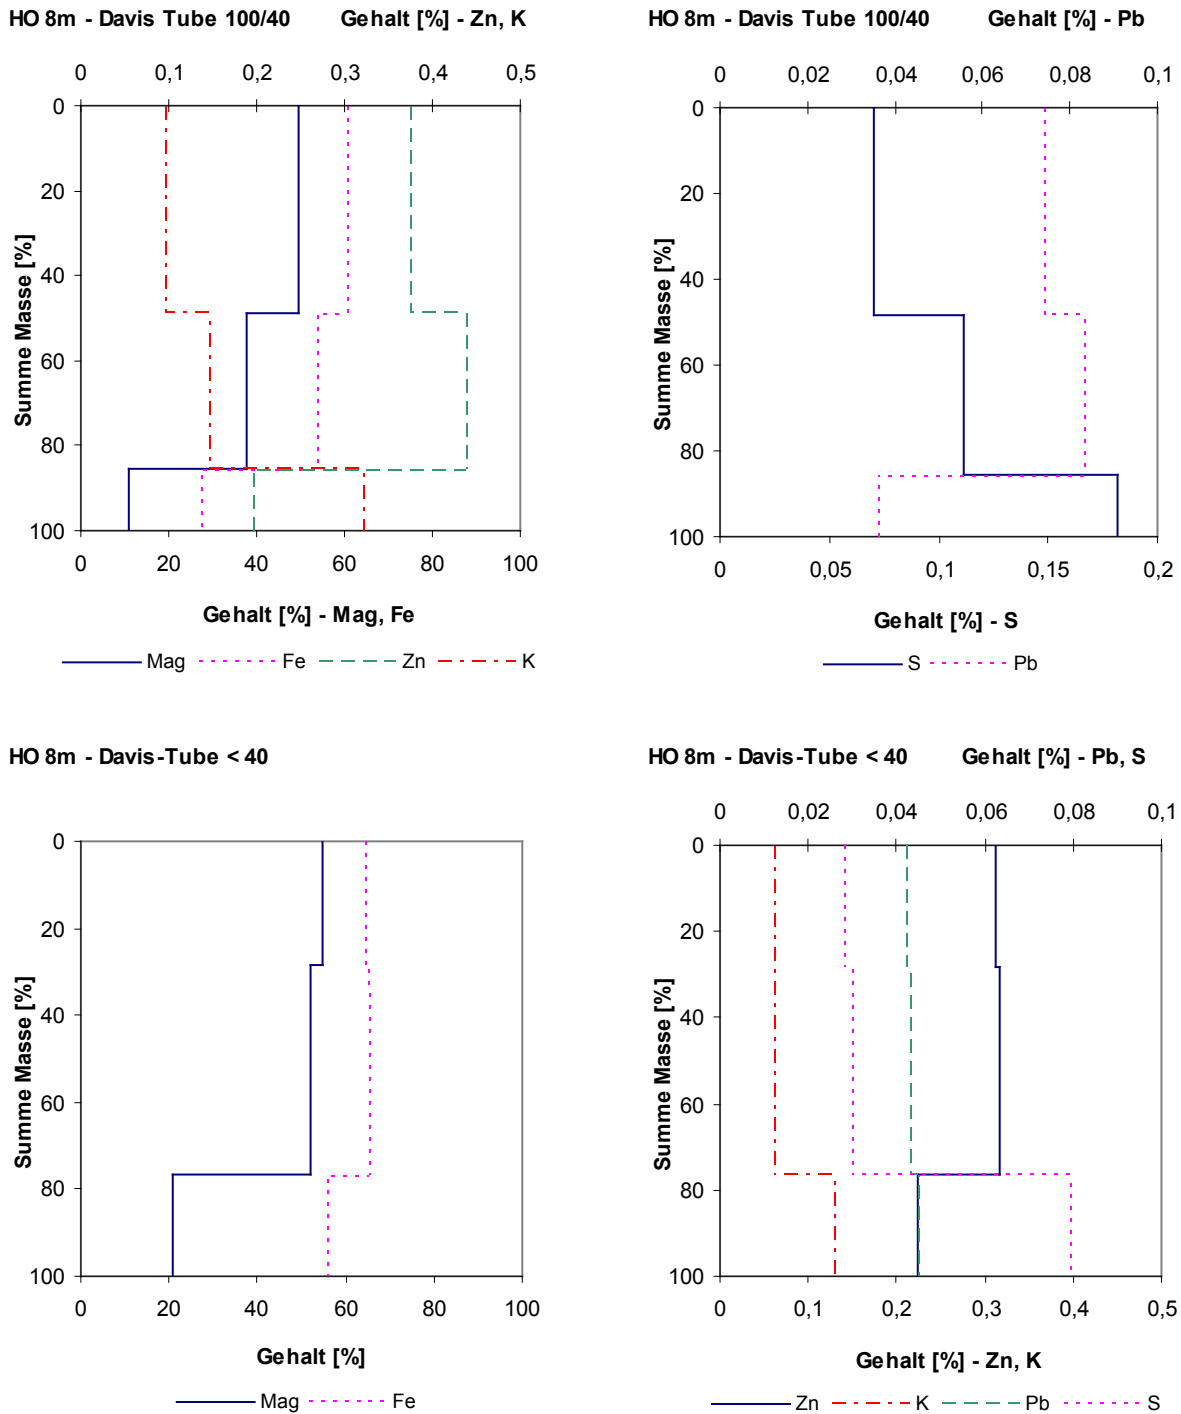 HO 8m - Davis Tube 100/40 Gehalt [%] - Zn, K
0 0,1 0,2 0,3 0,4 0,5
Summe Masse [%]
0
20
40
60
80
100
0 20 40 60 80 100
Gehalt [%] - Mag, Fe
Mag Fe Zn K
HO 8m - Davis Tube 100/40 Gehalt [%] - Pb
0 0,02 0,04 0,06 0,08 0,1
Summe Masse [%]
0
20
40
60
80
100
0 0,05 0,1 0,15 0,2
Gehalt [%] - S
S Pb
HO 8m - Davis-Tube < 40
Summe Masse [%]
0
20
40
60
80
100
0 20 40 60 80 100
Gehalt [%]
Mag Fe
HO 8m - Davis-Tube < 40 Gehalt [%] - Pb, S
0 0,02 0,04 0,06 0,08 0,1
Summe Masse [%]
0
20
40
60
80
100
0 0,1 0,2 0,3 0,4 0,5
Gehalt [%] - Zn, K
Zn K Pb S